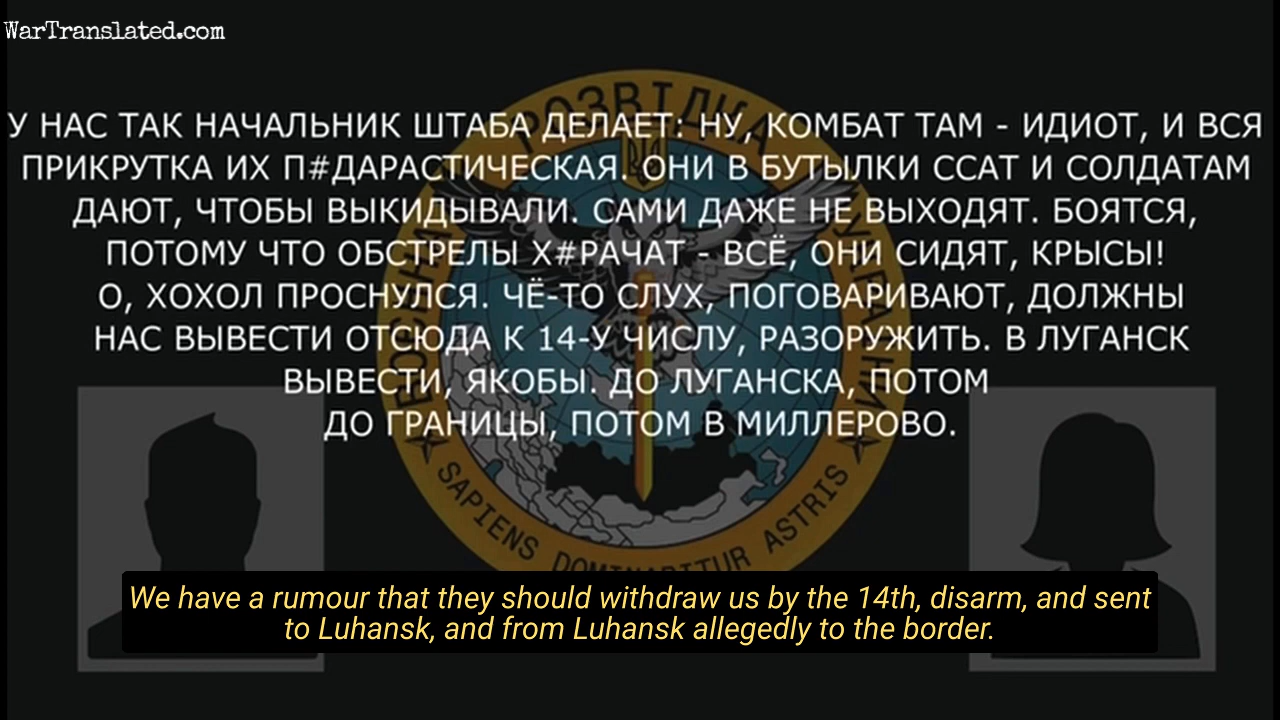 WarTranslated.com
РОЗВІДКА
У НАС ТАК НАЧАЛЬНИК ШТАБА ДЕЛАЕТ: НУ, КОМБАТ ТАМ - ИДИОТ, И ВСЯ
ПРИКРУТКА ИХ П#ДАРАСТИЧЕСКАЯ. ОНИ В БУТЫЛКИ ССАТ И СОЛДАТАМ
ДАЮТ, ЧТОБЫ ВЫКИДЫВАЛИ. САМИ ДАЖЕ НЕ ВЫХОДЯТ. БОЯТСЯ,
ПОТОМУ ЧТО ОБСТРЕЛЫ Х#РАЧАТ - ВСЁ, ОНИ СИДЯТ, КРЫСЫ!
О, ХОХОЛ ПРОСНУЛСЯ. ЧЁ-ТО СЛУХ, ПОГОВАРИВАЮТ, ДОЛЖНЫ
НАС ВЫВЕСТИ ОТСЮДА К 14-У ЧИСЛУ, РАЗОРУЖИТЬ. В ЛУГАНСК
ВЫВЕСТИ, ЯКОБЫ. ДО ЛУГАНСКА, ПОТОМ
ДО ГРАНИЦЫ, ПОТОМ В МИЛЛЕРОВО.
SAPIENS DOMINABITUR ASTRIS
We have a rumour that they should withdraw us by the 14th, disarm, and sent
to Luhansk, and from Luhansk allegedly to the border.